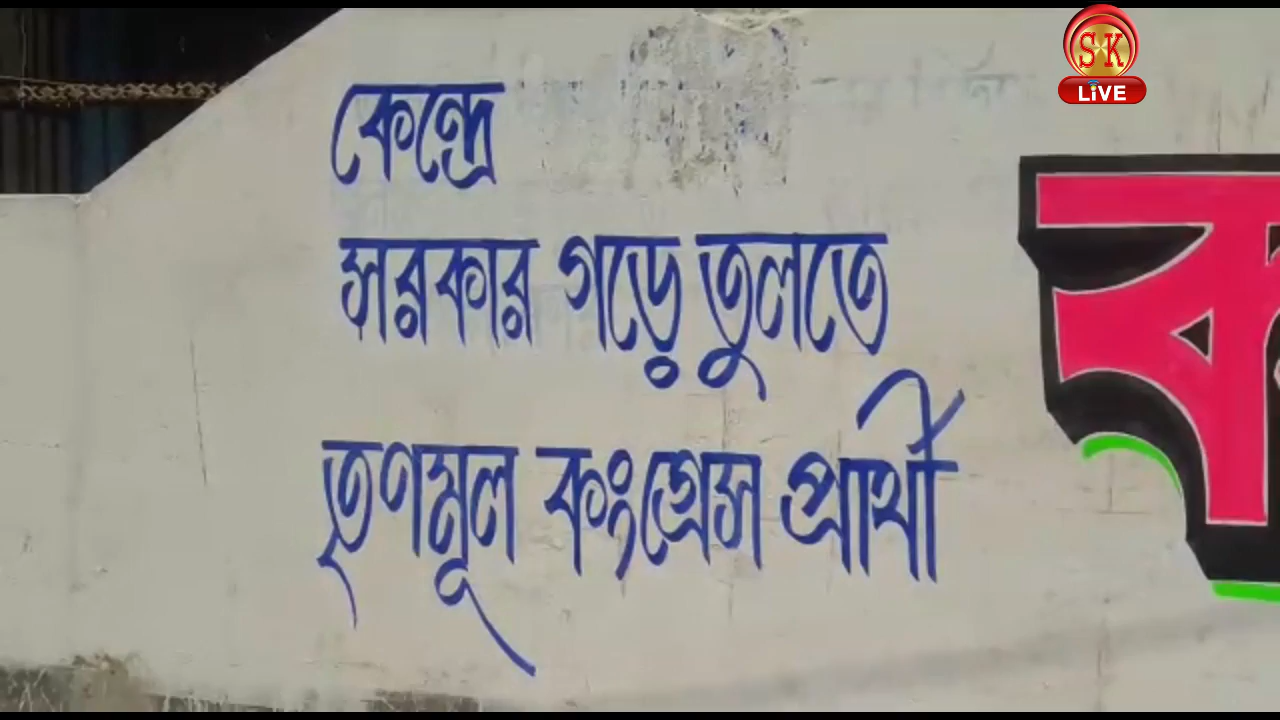 কেন্দ্রে
সরকার গড়ে তুলতে
তৃণমূল কংগ্রেস প্রার্থী
ক
SK
LiVE